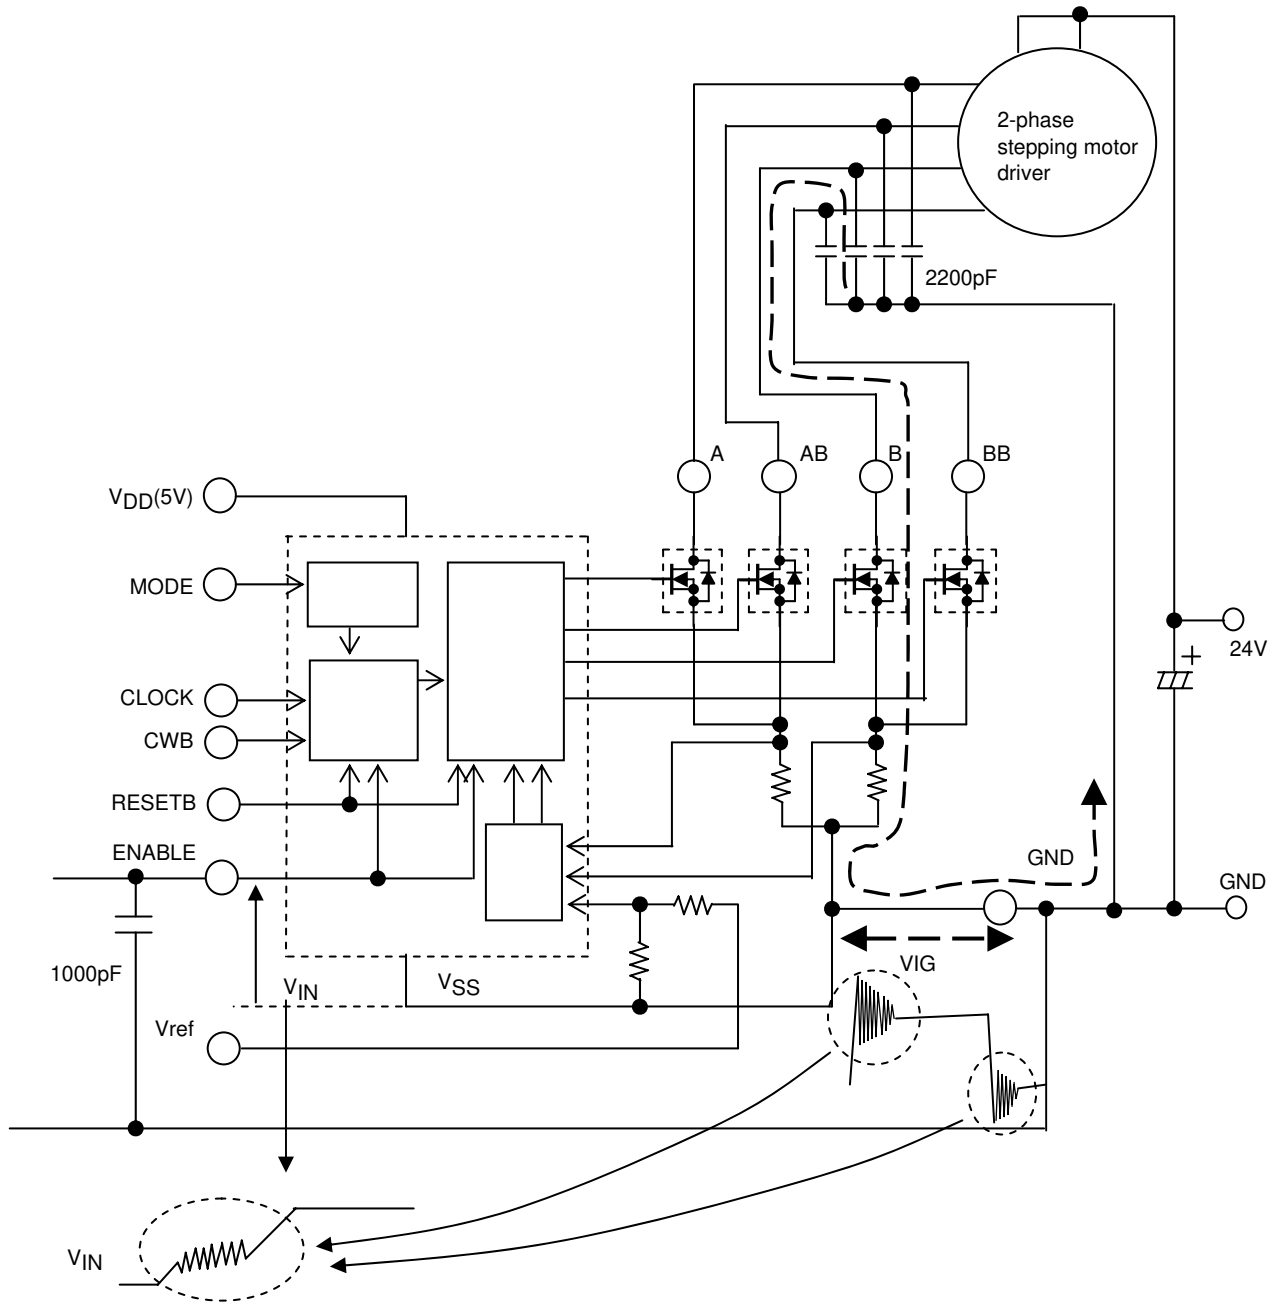 2-phase
stepping motor
driver
2200pF
A
AB
B
BB
VDD(5V)
MODE
CLOCK
CWB
RESETB
ENABLE
24V
+
GND
GND
1000pF
VIN
VSS
VIG
Vref
VIN